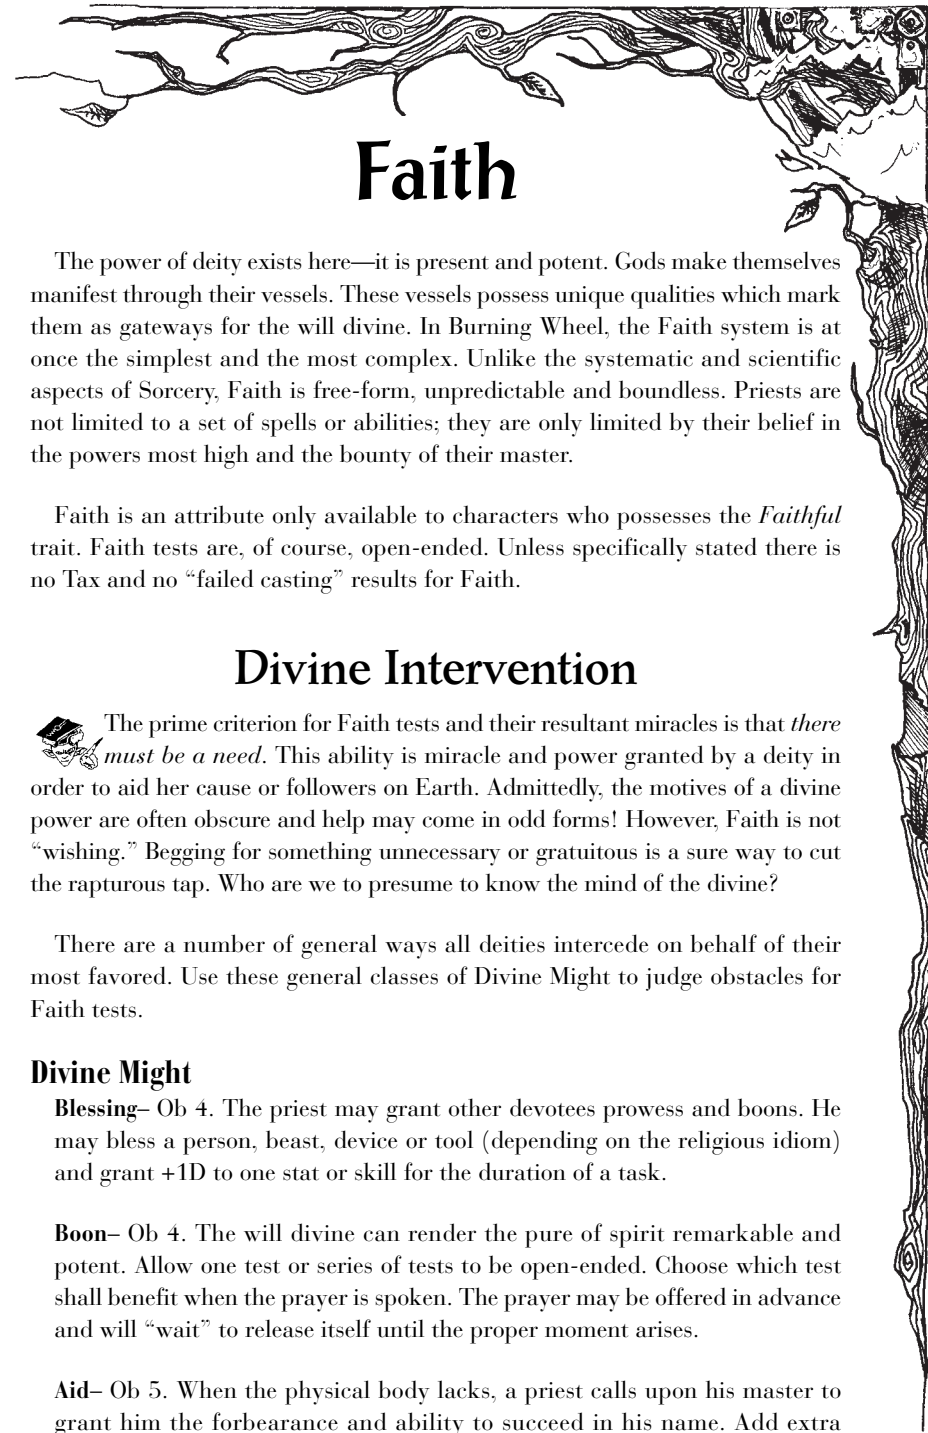 Faith
The power of deity exists here—it is present and potent. Gods make themselves
manifest through their vessels. These vessels possess unique qualities which mark
them as gateways for the will divine. In Burning Wheel, the Faith system is at
once the simplest and the most complex. Unlike the systematic and scientific
aspects of Sorcery, Faith is free-form, unpredictable and boundless. Priests are
not limited to a set of spells or abilities; they are only limited by their belief in
the powers most high and the bounty of their master.
Faith is an attribute only available to characters who possesses the Faithful
trait. Faith tests are, of course, open-ended. Unless specifically stated there is
no Tax and no “failed casting” results for Faith.
Divine Intervention
The prime criterion for Faith tests and their resultant miracles is that there
must be a need. This ability is miracle and power granted by a deity in
order to aid her cause or followers on Earth. Admittedly, the motives of a divine
power are often obscure and help may come in odd forms! However, Faith is not
“wishing.” Begging for something unnecessary or gratuitous is a sure way to cut
the rapturous tap. Who are we to presume to know the mind of the divine?
There are a number of general ways all deities intercede on behalf of their
most favored. Use these general classes of Divine Might to judge obstacles for
Faith tests.
Divine Might
Blessing– Ob 4. The priest may grant other devotees prowess and boons. He
may bless a person, beast, device or tool (depending on the religious idiom)
and grant +1D to one stat or skill for the duration of a task.
Boon– Ob 4. The will divine can render the pure of spirit remarkable and
potent. Allow one test or series of tests to be open-ended. Choose which test
shall benefit when the prayer is spoken. The prayer may be offered in advance
and will “wait” to release itself until the proper moment arises.
Aid– Ob 5. When the physical body lacks, a priest calls upon his master to
grant him the forbearance and ability to succeed in his name. Add extra